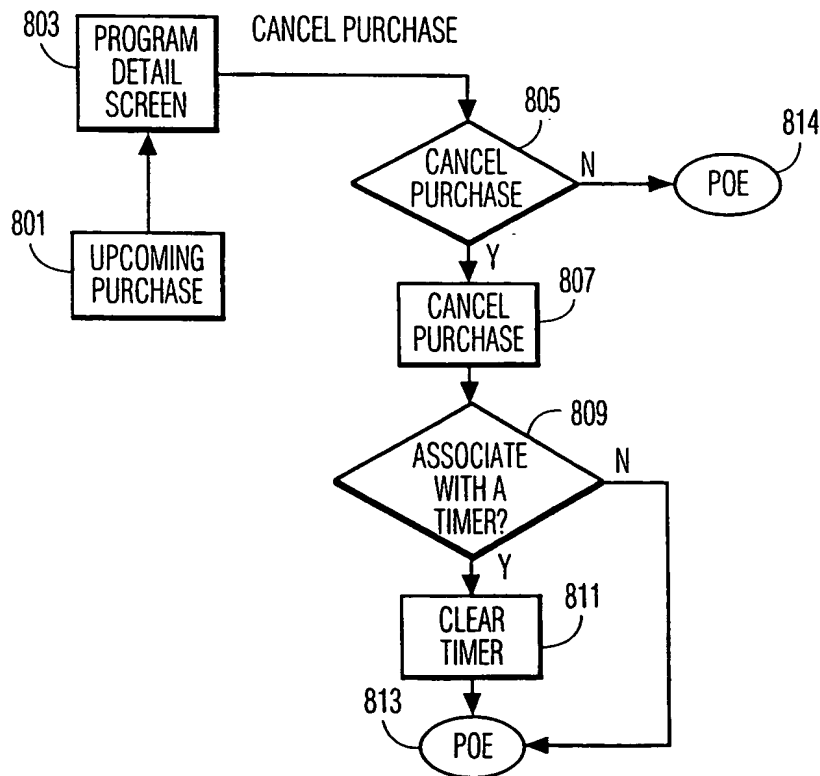 803
PROGRAM
DETAIL
SCREEN
CANCEL PURCHASE
805
CANCEL
PURCHASE
N
814
POE
801
UPCOMING
PURCHASE
Y
807
CANCEL
PURCHASE
809
ASSOCIATE
WITH A
TIMER?
N
Y
811
CLEAR
TIMER
813
POE